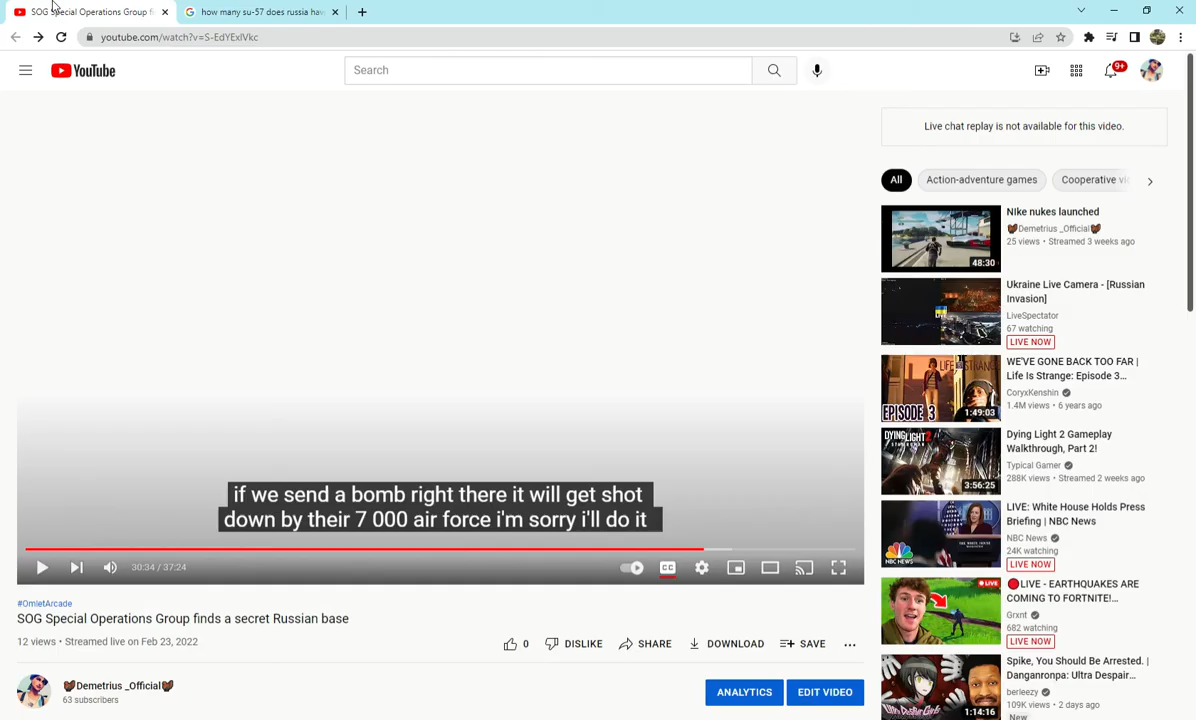 SOG Special Operations Group f
how many su-57 does russia hav
youtube.com/watch?v=S-EdYExlVkc
YouTube
Search
9+
Live chat replay is not available for this video.
All
Action-adventure games
Cooperative vi
NIke nukes launched
Demetrius _Official
25 views • Streamed 3 weeks ago
48:30
Ukraine Live Camera - [Russian
Invasion]
LiveSpectator
67 watching
LIVE NOW
WE'VE GONE BACK TOO FAR |
Life Is Strange: Episode 3…
CoryxKenshin
1.4M views • 6 years ago
EPISODE 3
1:49:03
Dying Light 2 Gameplay
Walkthrough, Part 2!
Typical Gamer
288K views • Streamed 2 weeks ago
DYING LIGHT 2
3:56:25
if we send a bomb right there it will get shot
down by their 7 000 air force i'm sorry i'll do it
LIVE: White House Holds Press
Briefing | NBC News
NBC News
24K watching
LIVE NOW
NBC NEWS
30:34 / 37:24
CC
LIVE
LIVE - EARTHQUAKES ARE
COMING TO FORTNITE!…
Grxnt
682 watching
LIVE NOW
#OmletArcade
SOG Special Operations Group finds a secret Russian base
12 views • Streamed live on Feb 23, 2022
0
DISLIKE
SHARE
DOWNLOAD
SAVE
Spike, You Should Be Arrested. |
Danganronpa: Ultra Despair…
berleezy
109K views • 2 days ago
New
1:14:16
Demetrius _Official
63 subscribers
ANALYTICS
EDIT VIDEO